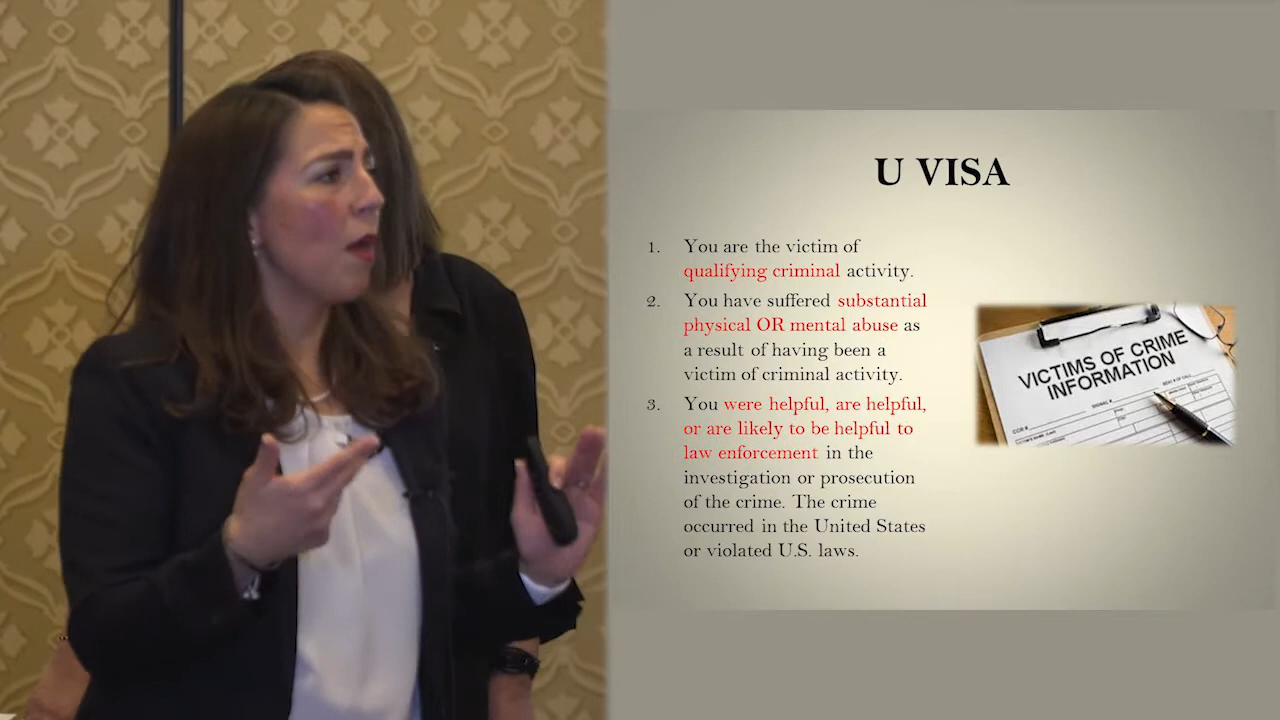 U VISA
1. You are the victim of
qualifying criminal activity.
2. You have suffered substantial
physical OR mental abuse as
a result of having been a
victim of criminal activity.
3. You were helpful, are helpful,
or are likely to be helpful to
law enforcement in the
investigation or prosecution
of the crime. The crime
occurred in the United States
or violated U.S. laws.
VICTIMS OF CRIME
INFORMATION